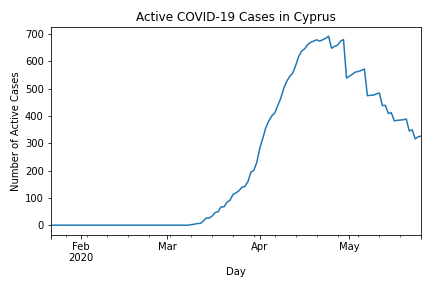 Active COVID-19 Cases in Cyprus
700
600
500
400
300
200
100
0
Number of Active Cases
Feb
2020
Mar
Apr
May
Day